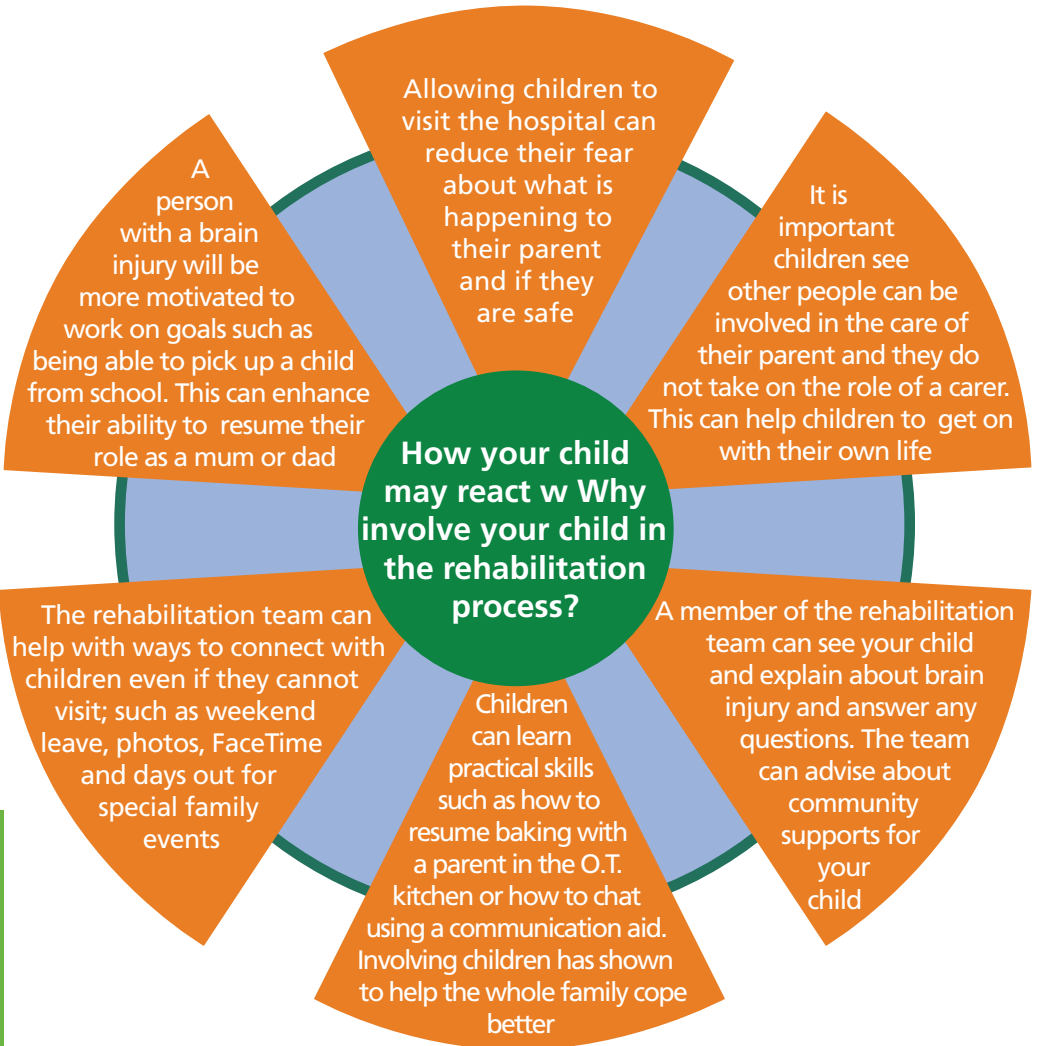 How your child
may react w Why
involve your child in
the rehabilitation
process?
Allowing children to
visit the hospital can
reduce their fear
about what is
happening to
their parent
and if they
are safe
It is
important
children see
other people can be
involved in the care of
their parent and they do
not take on the role of a carer.
This can help children to get on
with their own life
A member of the rehabilitation
team can see your child
and explain about brain
injury and answer any
questions. The team
can advise about
community
supports for
your
child
Children
can learn
practical skills
such as how to
resume baking with
a parent in the O.T.
kitchen or how to chat
using a communication aid.
Involving children has shown
to help the whole family cope
better
The rehabilitation team can
help with ways to connect with
children even if they cannot
visit; such as weekend
leave, photos, FaceTime
and days out for
special family
events
A
person
with a brain
injury will be
more motivated to
work on goals such as
being able to pick up a child
from school. This can enhance
their ability to resume their
role as a mum or dad